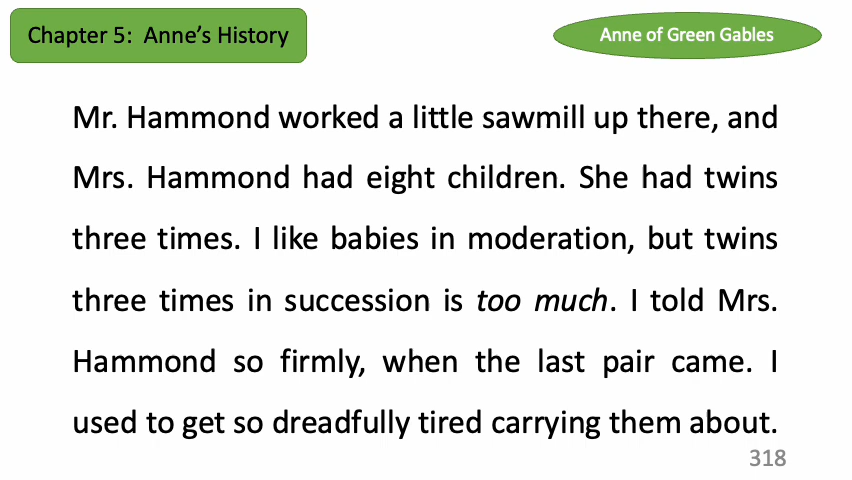 Chapter 5:  Anne’s History
Anne of Green Gables
Mr. Hammond worked a little sawmill up there, and
Mrs. Hammond had eight children. She had twins
three times. I like babies in moderation, but twins
three times in succession is too much. I told Mrs.
Hammond so firmly, when the last pair came. I
used to get so dreadfully tired carrying them about.
318